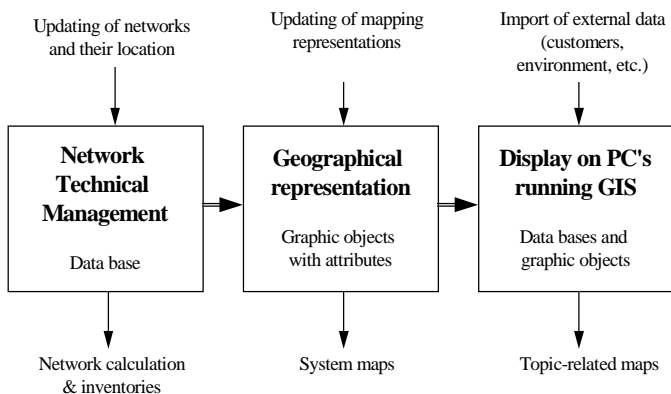 Updating of networks
and their location
Updating of mapping
representations
Import of external data
(customers,
environment, etc.)
Network
Technical
Management
Data base
Geographical
representation
Graphic objects
with attributes
Display on PC's
running GIS
Data bases and
graphic objects
Network calculation
& inventories
System maps
Topic-related maps